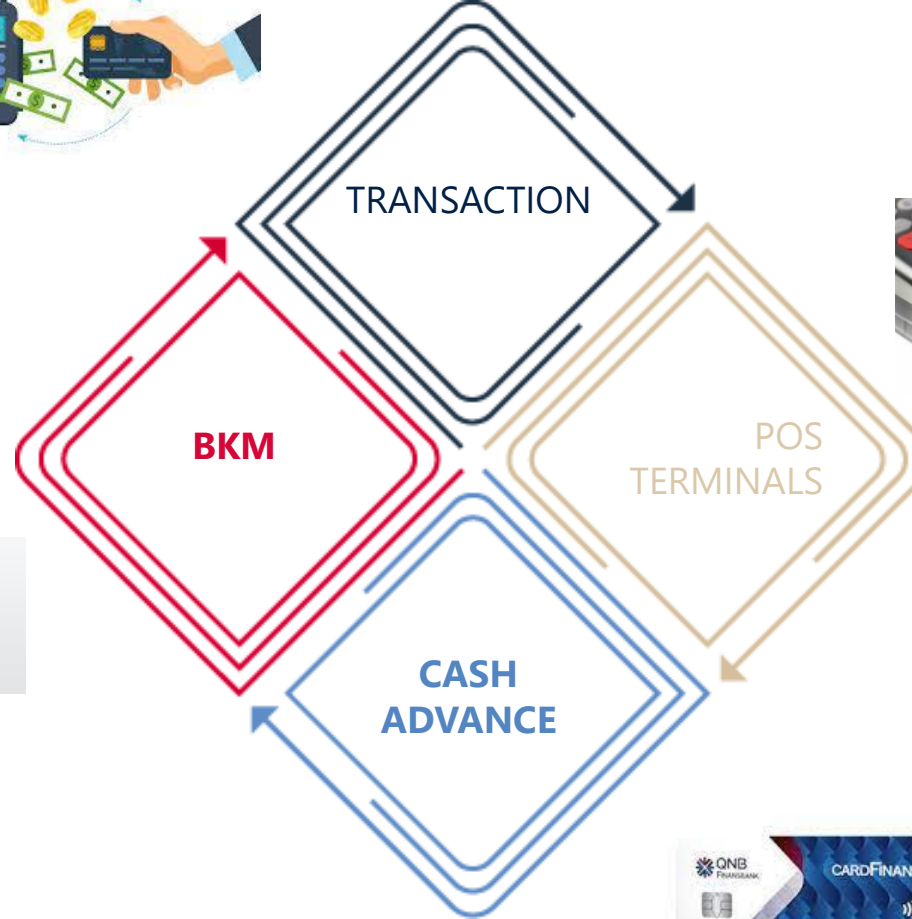 TRANSACTION
BKM
POS
TERMINALS
CASH
ADVANCE
QNB
FINANSBANK
CARDFINAN